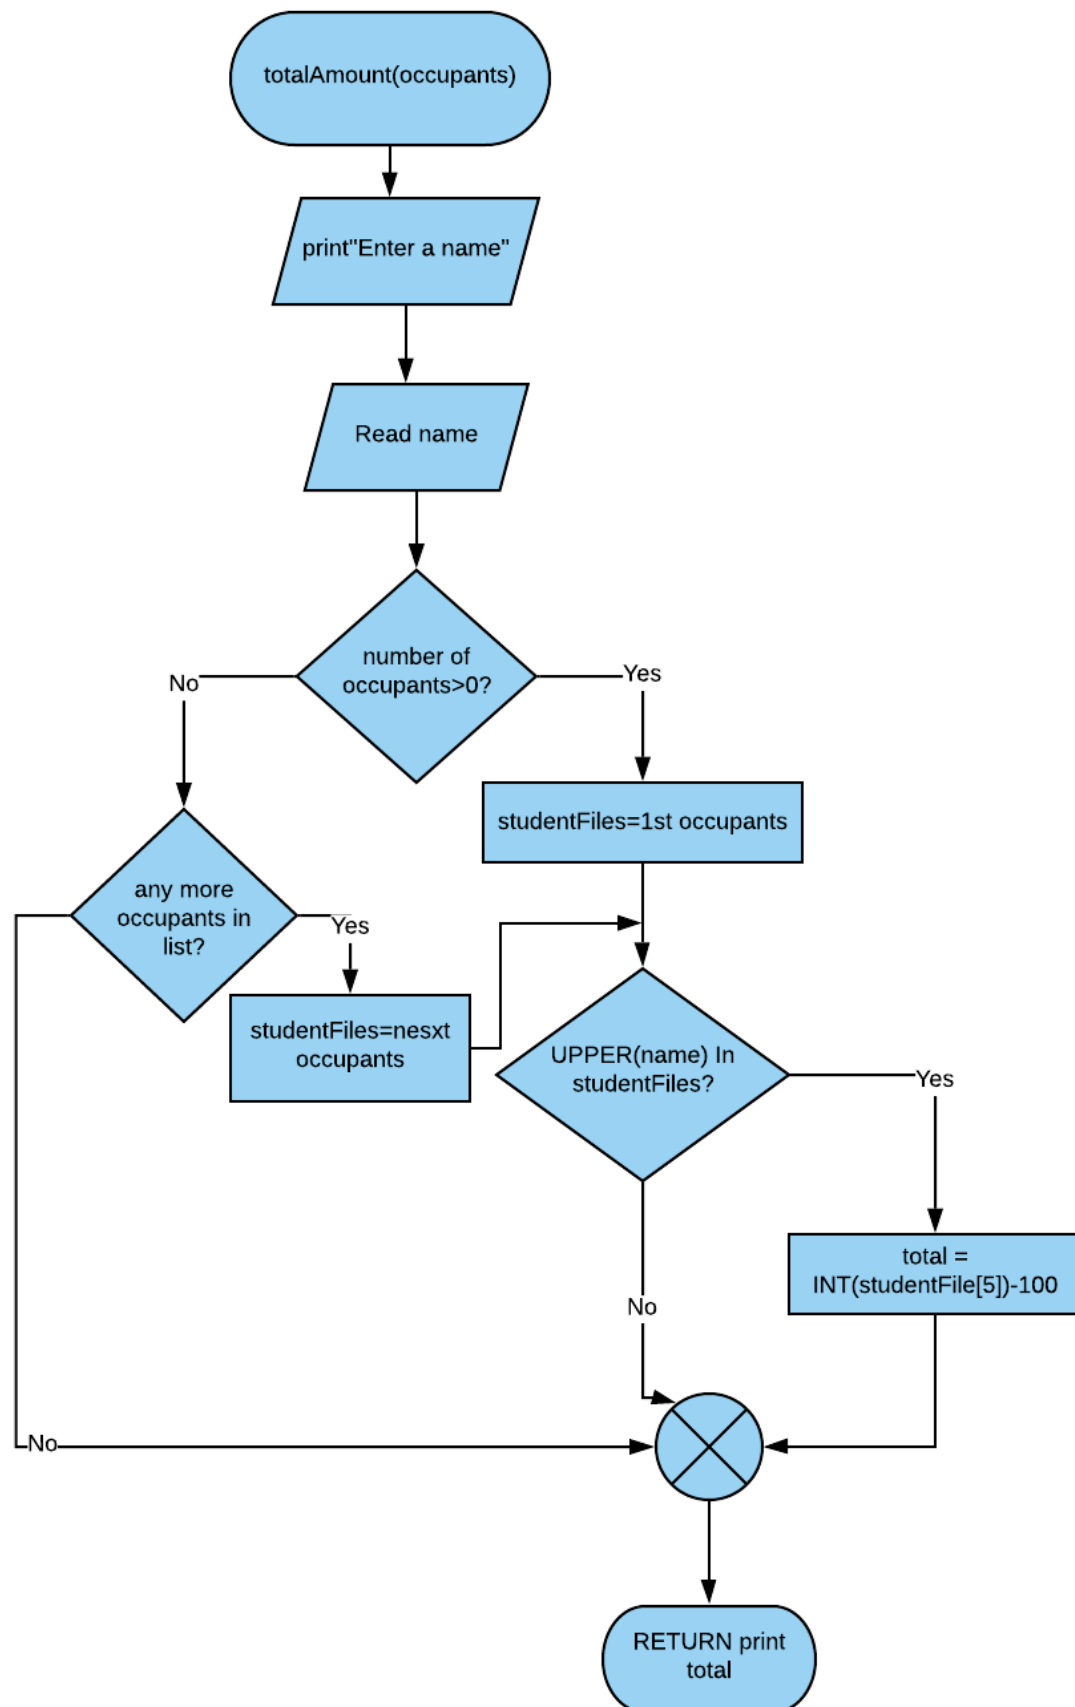 totalAmount(occupants)
print"Enter a name"
Read name
number of
occupants>0?
No
Yes
studentFiles=1st occupants
any more
occupants in
list?
Yes
studentFiles=nesxt
occupants
UPPER(name) In
studentFiles?
Yes
total =
INT(studentFile[5])-100
No
No
RETURN print
total